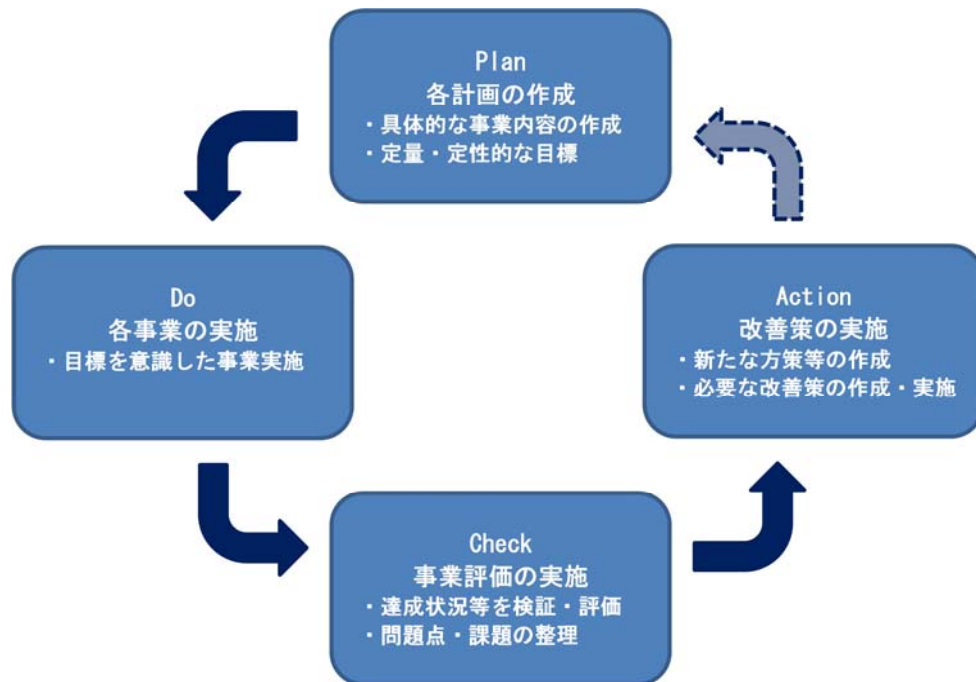 Plan
各計画の作成
・具体的な事業内容の作成
・定量・定性的な目標
Do
各事業の実施
・目標を意識した事業実施
Check
事業評価の実施
・達成状況等を検証・評価
・問題点・課題の整理
Action
改善策の実施
・新たな方策等の作成
・必要な改善策の作成・実施